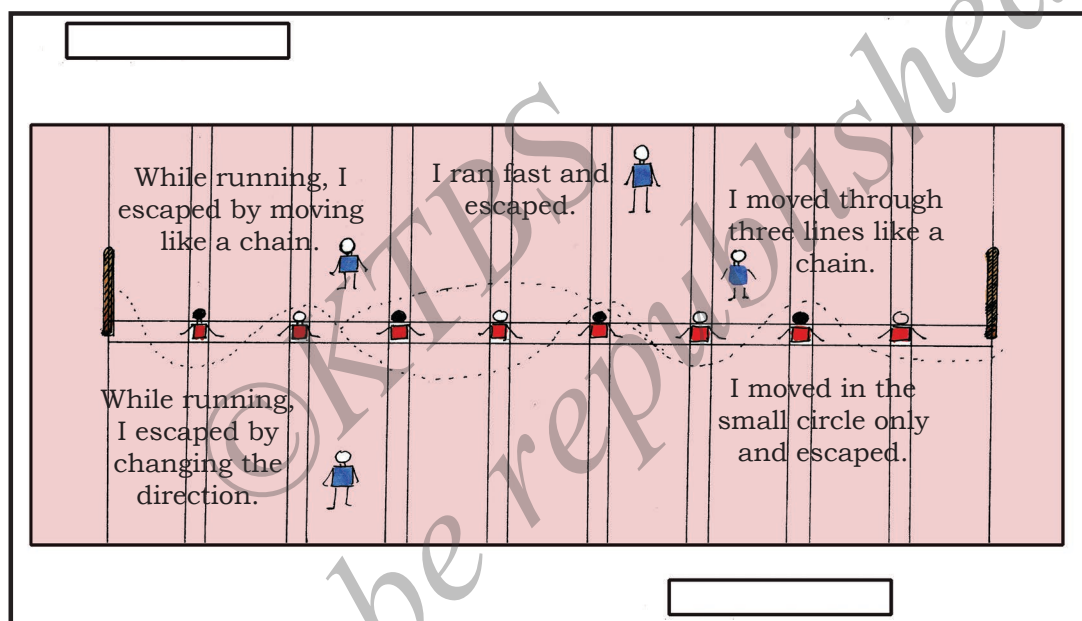 While running, I
escaped by moving
like a chain.
I ran fast and
escaped.
I moved through
three lines like a
chain.
While running,
I escaped by
changing the
direction.
I moved in the
small circle only
and escaped.
©KTBS
be republished